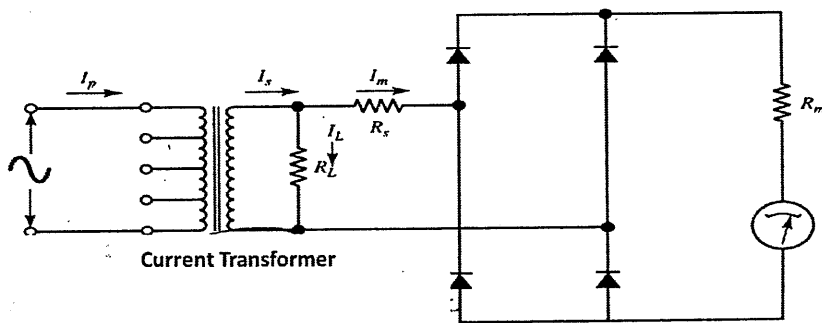 I_p
I_s
I_m
R_s
I_L
R_L
R_m
Current Transformer